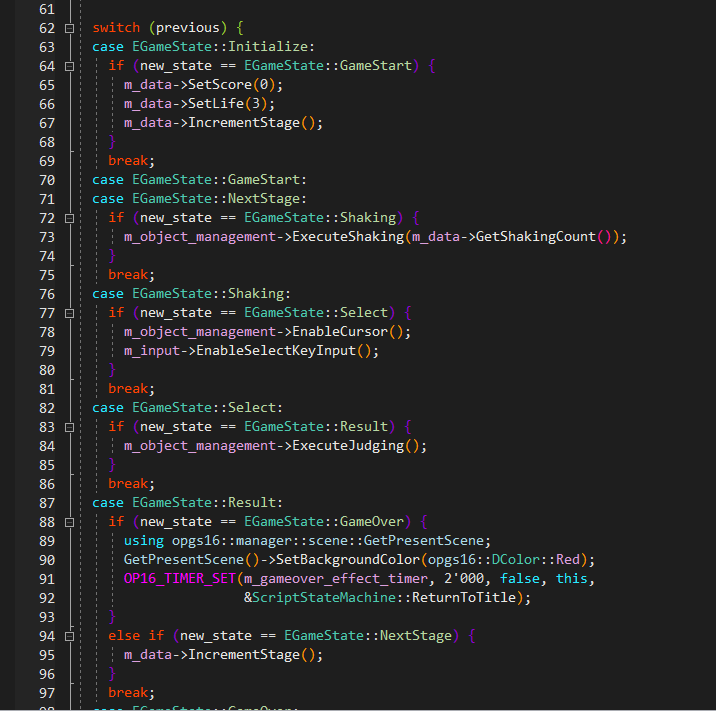 61
62 switch (previous) {
63 case EGameState::Initialize:
64 if (new_state == EGameState::GameStart) {
65 m_data->SetScore(0);
66 m_data->SetLife(3);
67 m_data->IncrementStage();
68 }
69 break;
70 case EGameState::GameStart:
71 case EGameState::NextStage:
72 if (new_state == EGameState::Shaking) {
73 m_object_management->ExecuteShaking(m_data->GetShakingCount());
74 }
75 break;
76 case EGameState::Shaking:
77 if (new_state == EGameState::Select) {
78 m_object_management->EnableCursor();
79 m_input->EnableSelectKeyInput();
80 }
81 break;
82 case EGameState::Select:
83 if (new_state == EGameState::Result) {
84 m_object_management->ExecuteJudging();
85 }
86 break;
87 case EGameState::Result:
88 if (new_state == EGameState::GameOver) {
89 using opgs16::manager::scene::GetPresentScene;
90 GetPresentScene()->SetBackgroundColor(opgs16::DColor::Red);
91 OP16_TIMER_SET(m_gameover_effect_timer, 2'000, false, this,
92 &ScriptStateMachine::ReturnToTitle);
93 }
94 else if (new_state == EGameState::NextStage) {
95 m_data->IncrementStage();
96 }
97 break;